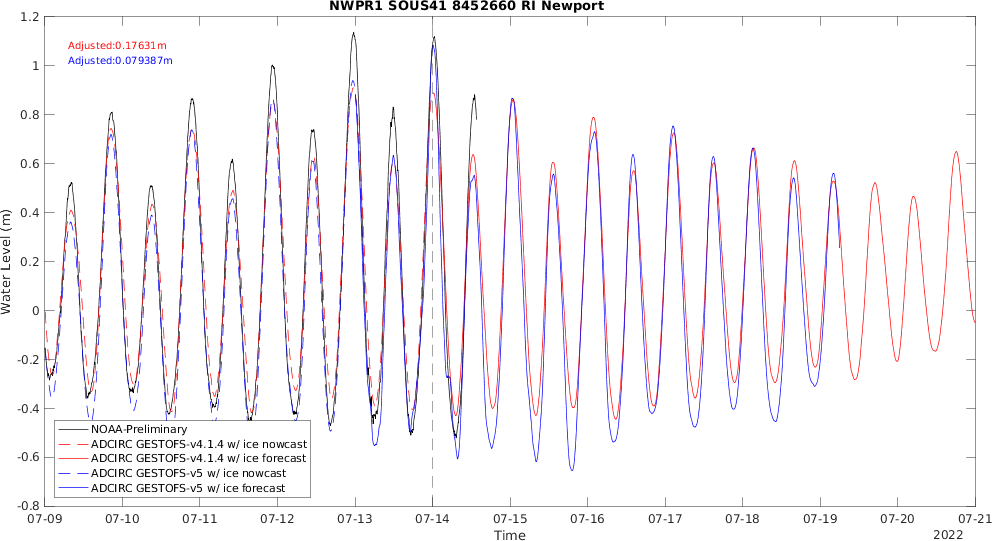 NWPR1 SOUS41 8452660 RI Newport
Adjusted:0.17631m
Adjusted:0.079387m
Water Level (m)
1.2
1
0.8
0.6
0.4
0.2
0
-0.2
-0.4
-0.6
-0.8
NOAA-Preliminary
ADCIRC GESTOFS-v4.1.4 w/ ice nowcast
ADCIRC GESTOFS-v4.1.4 w/ ice forecast
ADCIRC GESTOFS-v5 w/ ice nowcast
ADCIRC GESTOFS-v5 w/ ice forecast
07-09 07-10 07-11 07-12 07-13 07-14 07-15 07-16 07-17 07-18 07-19 07-20 07-21
Time
2022